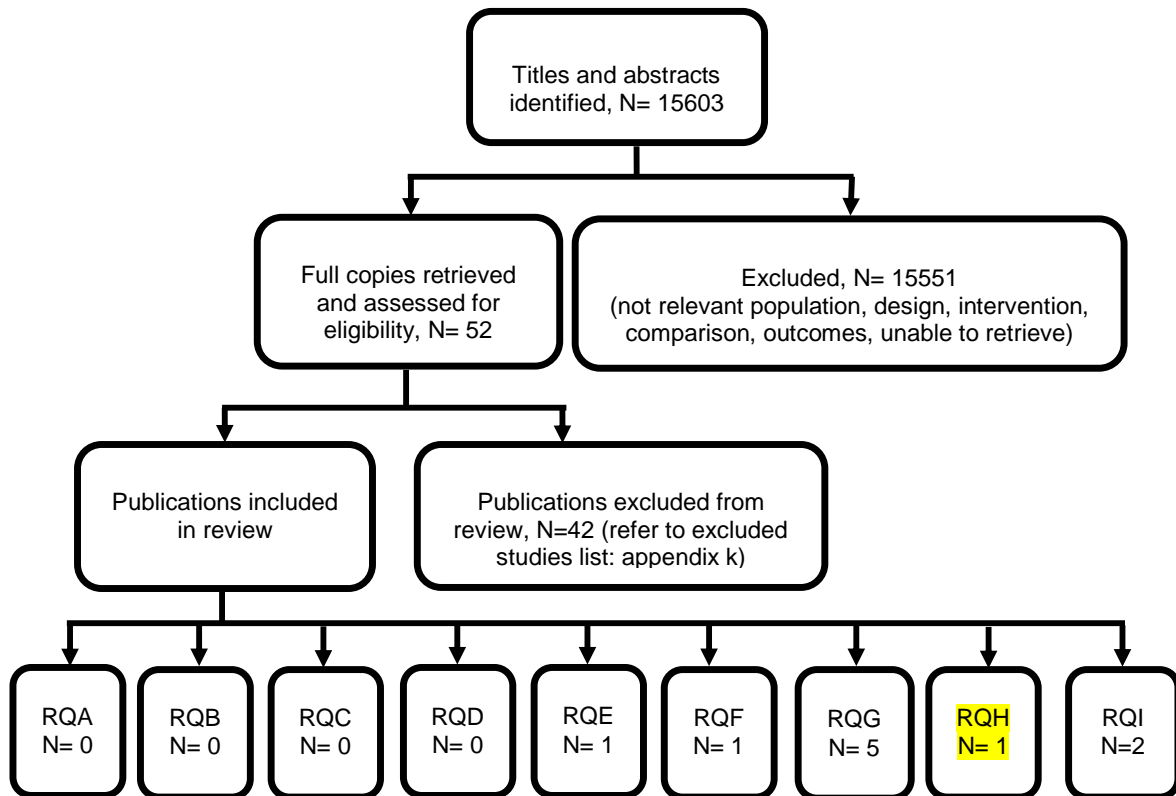 Titles and abstracts
identified, N= 15603
Full copies retrieved
and assessed for
eligibility, N= 52
Excluded, N= 15551
(not relevant population, design, intervention,
comparison, outcomes, unable to retrieve)
Publications included
in review
Publications excluded from
review, N=42 (refer to excluded
studies list: appendix k)
RQA
N= 0
RQB
N= 0
RQC
N= 0
RQD
N= 0
RQE
N= 1
RQF
N= 1
RQG
N= 5
RQH
N= 1
RQI
N=2